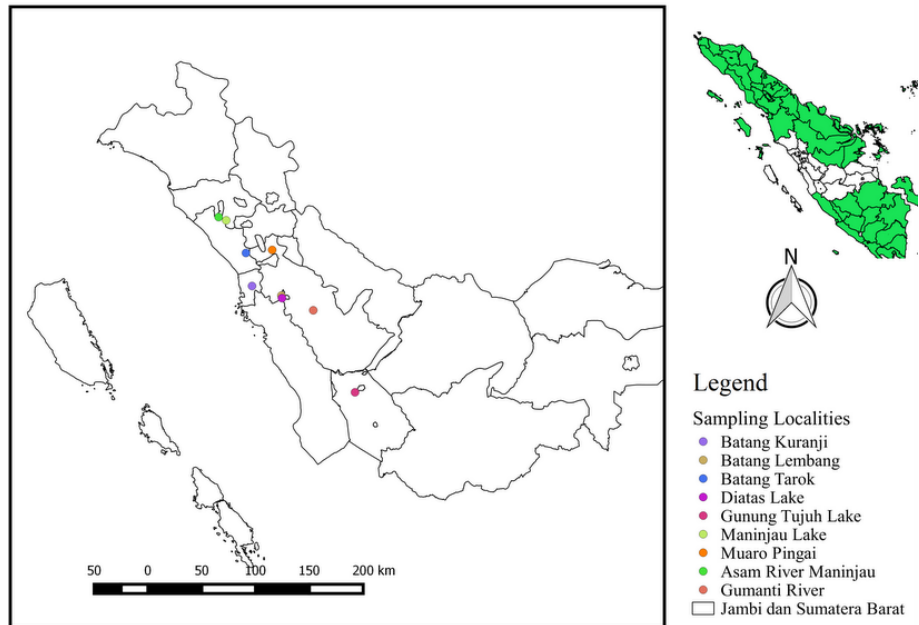 50 0 50 100 150 200 km
N
Legend
Sampling Localities
Batang Kuranji
Batang Lembang
Batang Tarok
Diatas Lake
Gunung Tujuh Lake
Maninjau Lake
Muaro Pingai
Asam River Maninjau
Gumanti River
Jambi dan Sumatera Barat